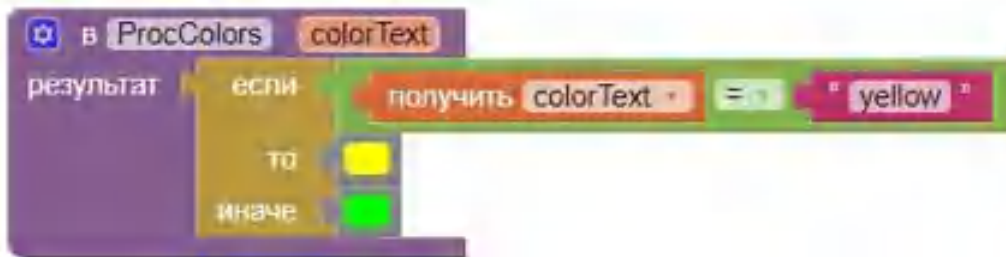 в ProcColors colorText
результат если получить colorText = " yellow "
то
иначе